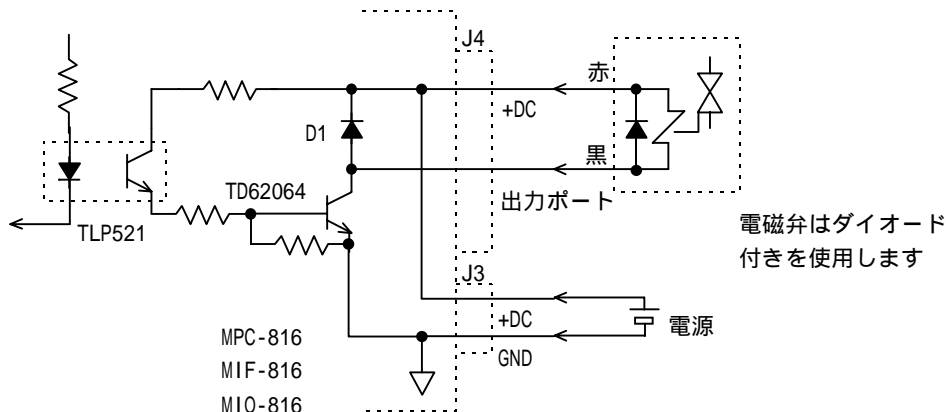 J4
赤
+DC
D1
黒
TD62064
出力ポート
TLP521
電磁弁はダイオード
付きを使用します
J3
+DC
電源
GND
MPC-816
MIF-816
MIO-816